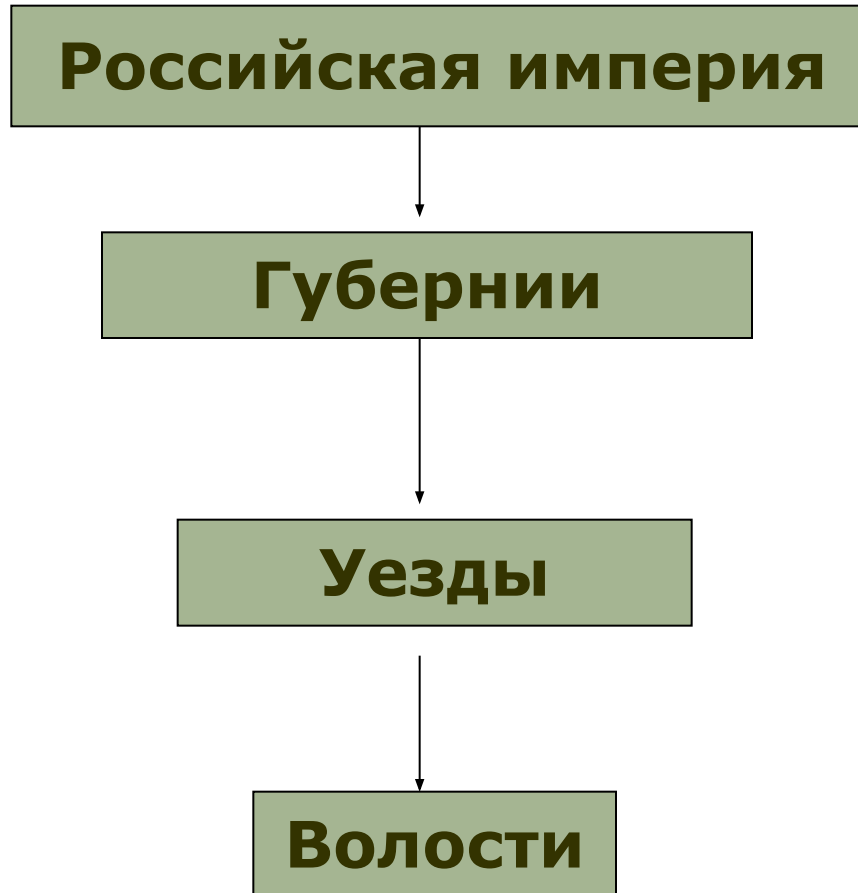 Российская империя
Губернии
Уезды
Волости